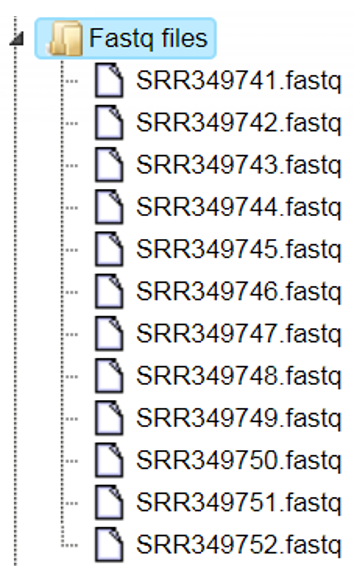 Fastq files
SRR349741.fastq
SRR349742.fastq
SRR349743.fastq
SRR349744.fastq
SRR349745.fastq
SRR349746.fastq
SRR349747.fastq
SRR349748.fastq
SRR349749.fastq
SRR349750.fastq
SRR349751.fastq
SRR349752.fastq